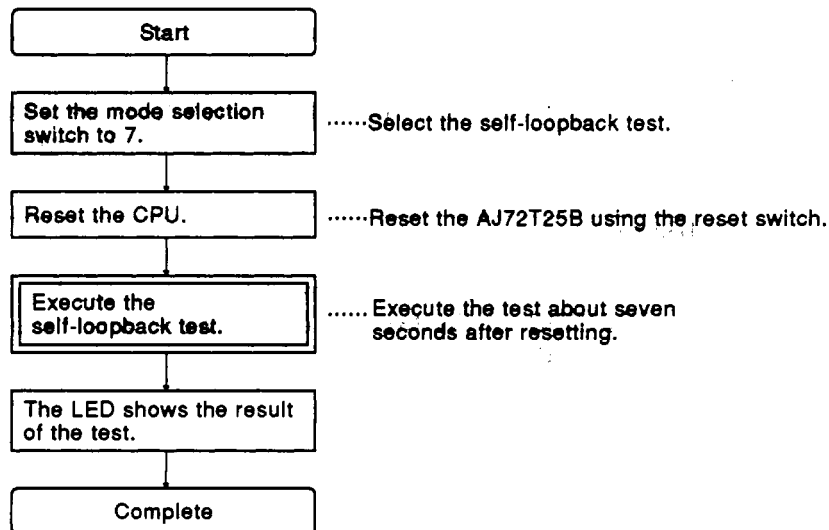 Start
Set the mode selection
switch to 7.
······Select the self-loopback test.
Reset the CPU.
······Reset the AJ72T25B using the reset switch.
Execute the
self-loopback test.
······ Execute the test about seven
seconds after resetting.
The LED shows the result
of the test.
Complete